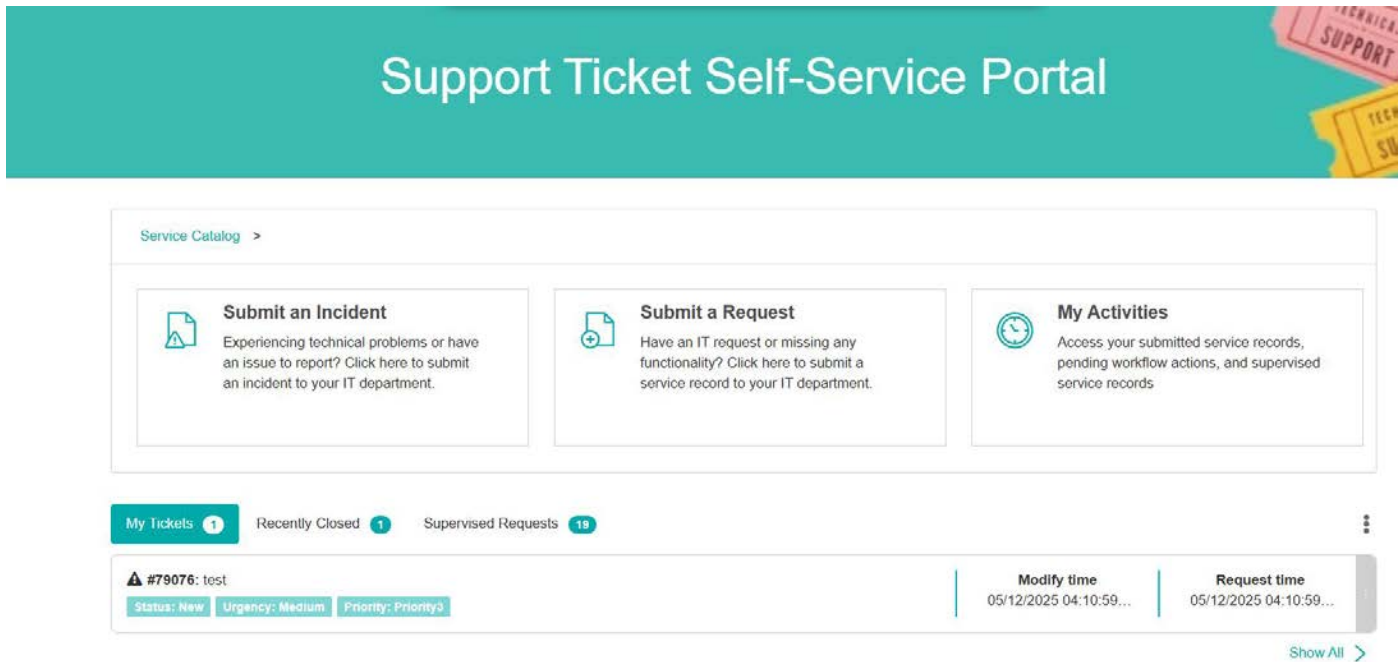 TECHNICAL
SUPPORT
Support Ticket Self-Service Portal
Service Catalog >
Submit an Incident
Experiencing technical problems or have
an issue to report? Click here to submit
an incident to your IT department.
Submit a Request
Have an IT request or missing any
functionality? Click here to submit a
service record to your IT department.
My Activities
Access your submitted service records,
pending workflow actions, and supervised
service records
My Tickets 1 Recently Closed 1 Supervised Requests 19
#79076: test
Status: New Urgency: Medium Priority: Priority3
Modify time
05/12/2025 04:10:59...
Request time
05/12/2025 04:10:59...
Show All >